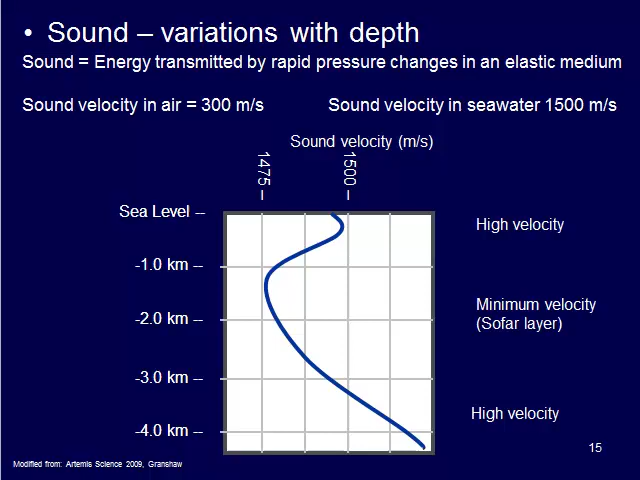 • Sound – variations with depth
Sound = Energy transmitted by rapid pressure changes in an elastic medium
Sound velocity in air = 300 m/s Sound velocity in seawater 1500 m/s
Sound velocity (m/s)
1475 –
1500 –
Sea Level --
High velocity
-1.0 km --
Minimum velocity
-2.0 km --
(Sofar layer)
-3.0 km --
High velocity
-4.0 km --
15
Modified from: Artemis Science 2009, Granshaw